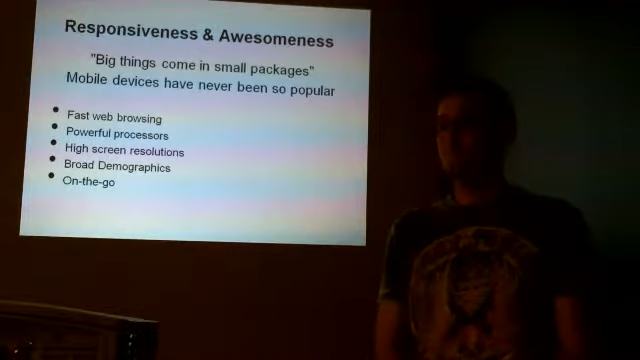 Responsiveness & Awesomeness
"Big things come in small packages"
Mobile devices have never been so popular
• Fast web browsing
• Powerful processors
• High screen resolutions
• Broad Demographics
• On-the-go